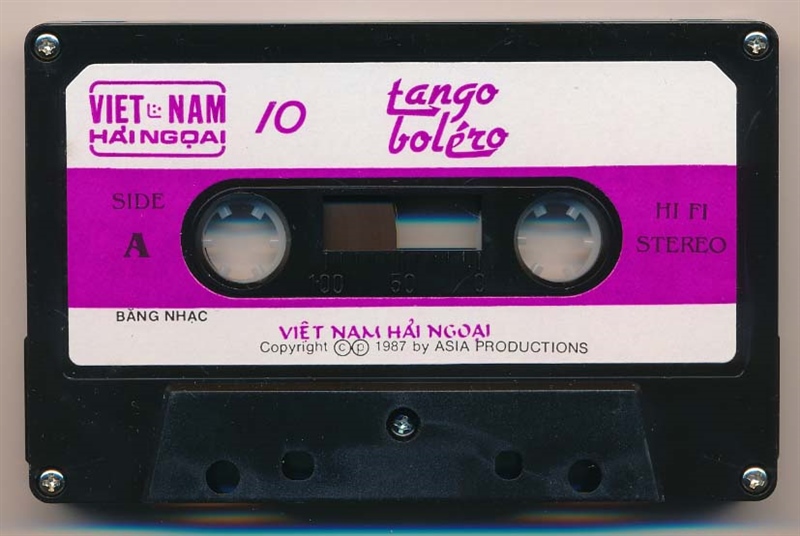 VIET NAM
HẢI NGOẠI
10
tango
boléro
SIDE
A
HI FI
STEREO
100 50 0
BĂNG NHẠC
VIỆT NAM HẢI NGOẠI
Copyright ©℗ 1987 by ASIA PRODUCTIONS